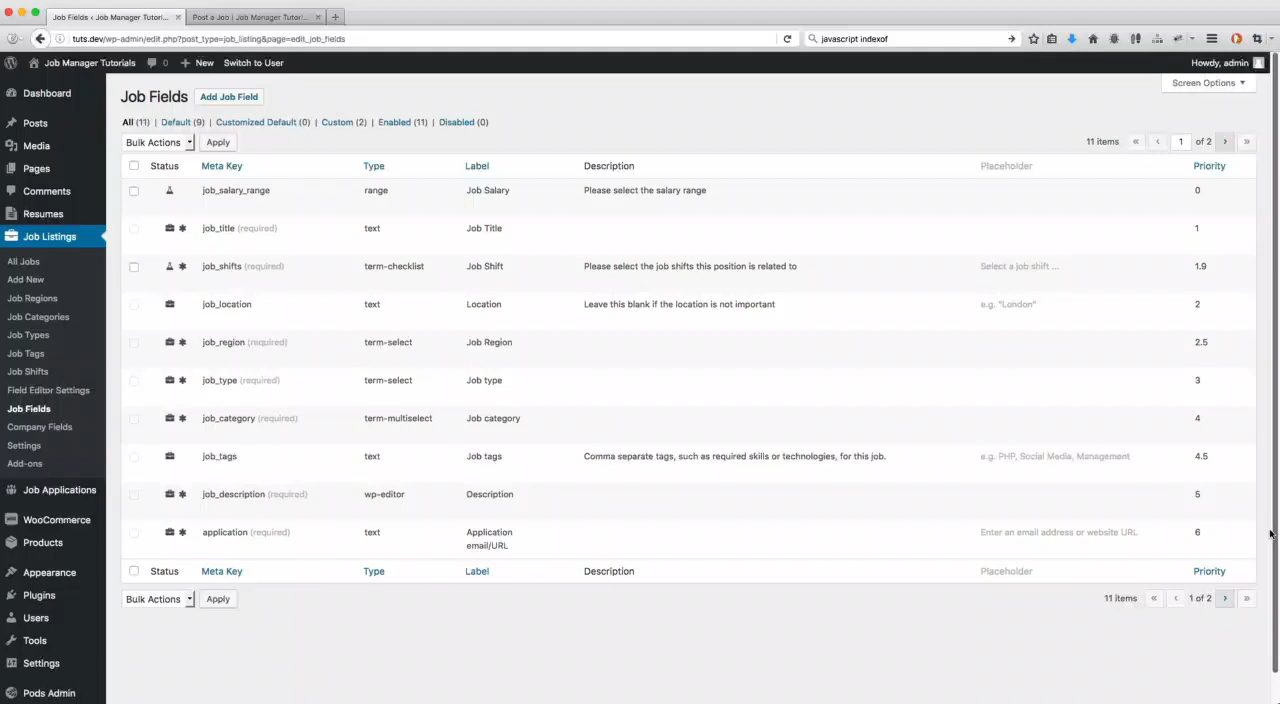 Job Fields ‹ Job Manager Tutori...
Post a Job | Job Manager Tutori...
tuts.dev/wp-admin/edit.php?post_type=job_listing&page=edit_job_fields
javascript indexof
Job Manager Tutorials 0 New Switch to User Howdy, admin
Screen Options
Dashboard
Posts
Media
Pages
Comments
Resumes
Job Listings
All Jobs
Add New
Job Regions
Job Categories
Job Types
Job Tags
Job Shifts
Field Editor Settings
Job Fields
Company Fields
Settings
Add-ons
Job Applications
WooCommerce
Products
Appearance
Plugins
Users
Tools
Settings
Pods Admin
Job Fields Add Job Field
All (11) | Default (9) | Customized Default (0) | Custom (2) | Enabled (11) | Disabled (0)
Bulk Actions Apply 11 items « ‹ 1 of 2 › »
Status Meta Key Type Label Description Placeholder Priority
job_salary_range range Job Salary Please select the salary range 0
job_title (required) text Job Title 1
job_shifts (required) term-checklist Job Shift Please select the job shifts this position is related to Select a job shift ... 1.9
job_location text Location Leave this blank if the location is not important e.g. "London" 2
job_region (required) term-select Job Region 2.5
job_type (required) term-select Job type 3
job_category (required) term-multiselect Job category 4
job_tags text Job tags Comma separate tags, such as required skills or technologies, for this job. e.g. PHP, Social Media, Management 4.5
job_description (required) wp-editor Description 5
application (required) text Application Enter an email address or website URL 6
email/URL
Status Meta Key Type Label Description Placeholder Priority
Bulk Actions Apply 11 items « ‹ 1 of 2 › »